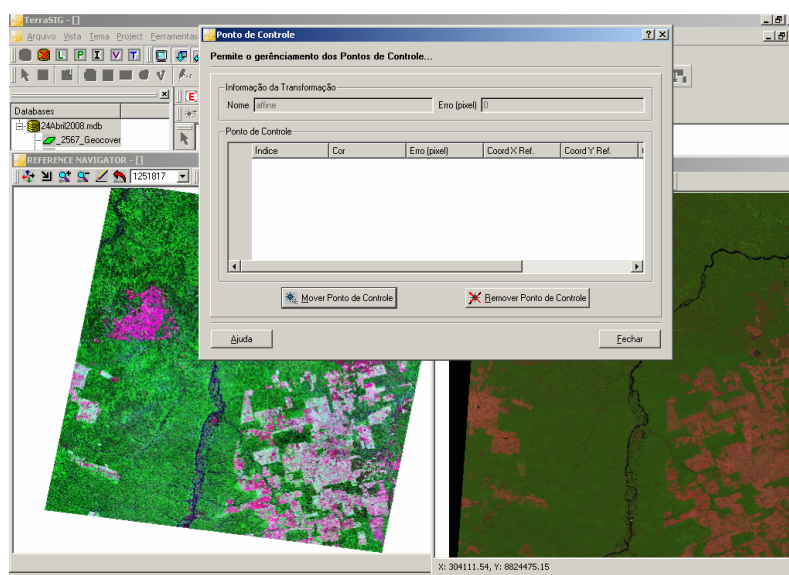 TerraSIG - []
Arquivo Vista Tema Project Ferramentas
L P I V T
Databases
24Abril2008.mdb
_2567_Geocover
REFERENCE NAVIGATOR - []
1251817
Ponto de Controle
Permite o gerênciamento dos Pontos de Controle...
Informação da Transformação
Nome affine Erro (pixel) 0
Ponto de Controle
Índice Cor Erro (pixel) Coord X Ref. Coord Y Ref.
Mover Ponto de Controle Remover Ponto de Controle
Ajuda Fechar
X: 304111.54, Y: 8824475.15